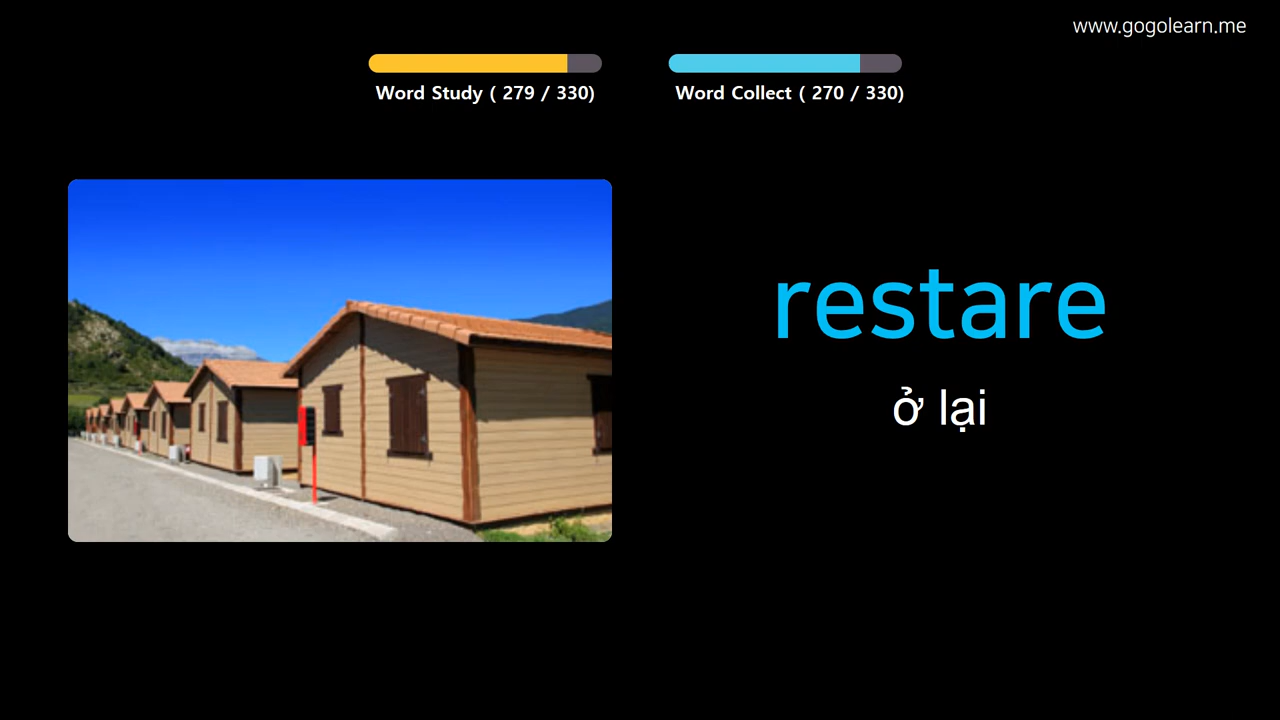 www.gogolearn.me
Word Study ( 279 / 330)
Word Collect ( 270 / 330)
restare
ở lại